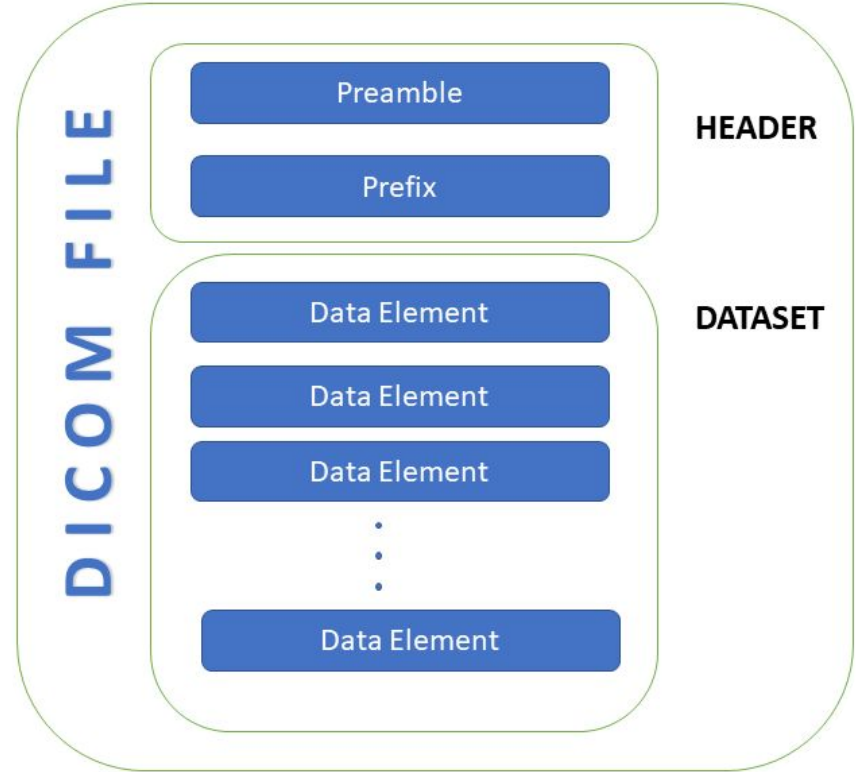 DICOM FILE
HEADER
Preamble
Prefix
DATASET
Data Element
Data Element
Data Element
Data Element